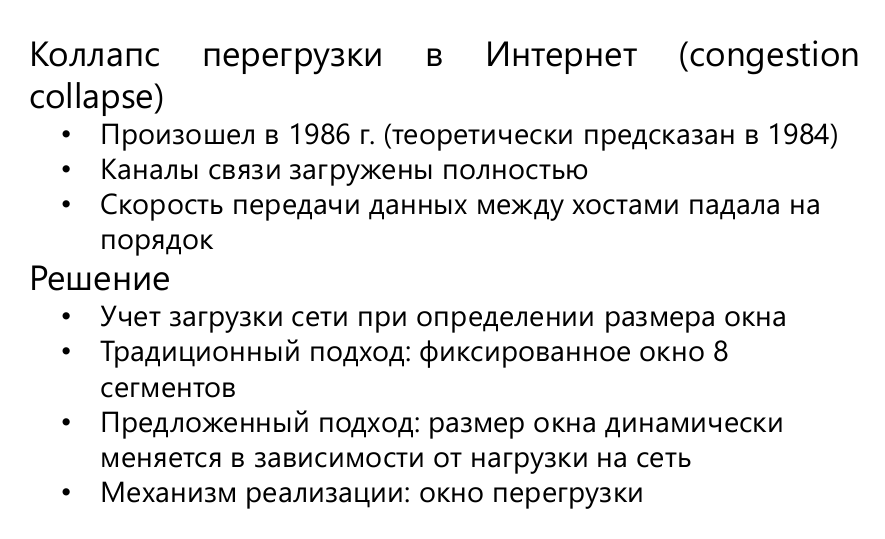 Коллапс перегрузки в Интернет (congestion
collapse)
• Произошел в 1986 г. (теоретически предсказан в 1984)
• Каналы связи загружены полностью
• Скорость передачи данных между хостами падала на
порядок
Решение
• Учет загрузки сети при определении размера окна
• Традиционный подход: фиксированное окно 8
сегментов
• Предложенный подход: размер окна динамически
меняется в зависимости от нагрузки на сеть
• Механизм реализации: окно перегрузки